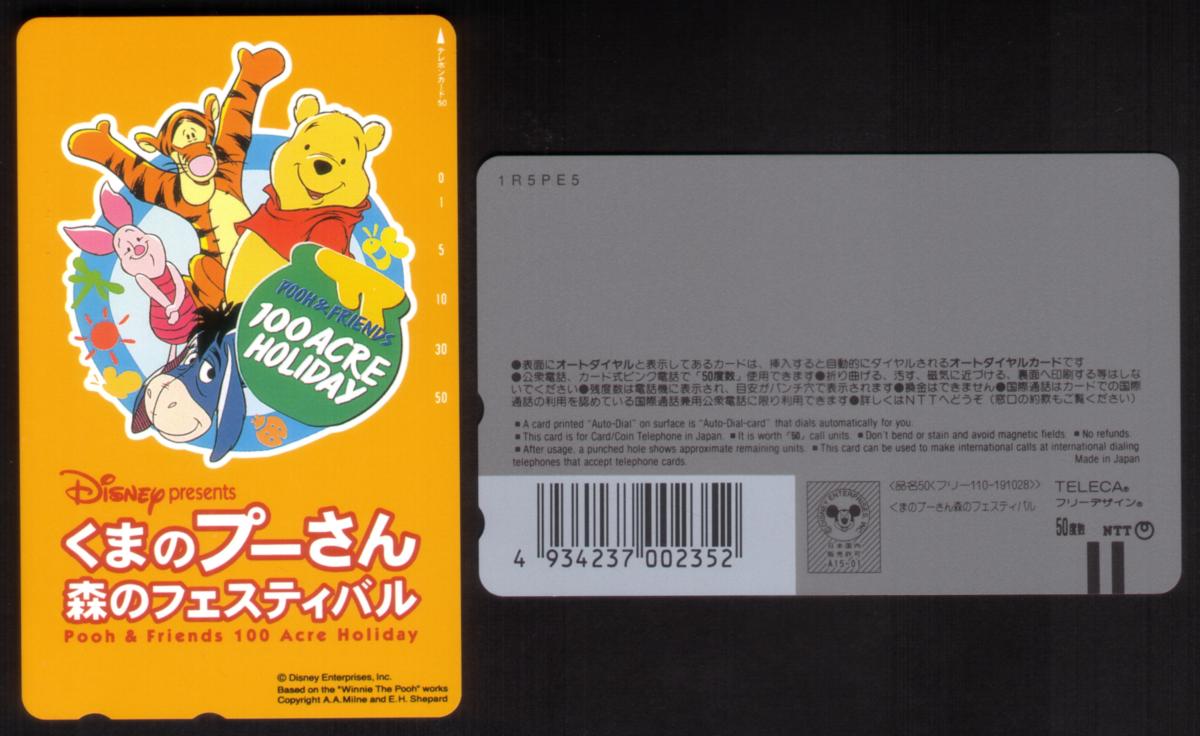 テレホンカード
50
0
1
5
10
30
50
POOH & FRIENDS
100 ACRE
HOLIDAY
Disney presents
くまのプーさん
森のフェスティバル
Pooh & Friends 100 Acre Holiday
© Disney Enterprises, Inc.
Based on the "Winnie The Pooh" works
Copyright A.A.Milne and E.H. Shepard
1R5PE5
●表面にオートダイヤルと表示してあるカードは、挿入すると自動的にダイヤルされるオートダイヤルカードです
●公衆電話、カード式ピンク電話で「50度数」使用できます●折り曲げる、汚す、磁気に近づける、裏面へ印刷する等はしな
いでください●残度数は電話機に表示され、目安がパンチ穴で表示されます●換金はできません●国際通話はカードでの国際
通話の利用を認めている国際通話兼用公衆電話に限り利用できます●詳しくはNTTへどうぞ(窓口の約款もご覧ください)
■ A card printed "Auto-Dial" on surface is "Auto-Dial-card" that dials automatically for you.
■ This card is for Card/Coin Telephone in Japan. ■ It is worth「50」call units. ■ Don't bend or stain and avoid magnetic fields. ■ No refunds.
■ After usage, a punched hole shows approximate remaining units. ■ This card can be used to make international calls at international dialing
telephones that accept telephone cards. Made in Japan
4 934237 002352
DISNEY ENTERPRISES INC.
日本国内
販売許可
A15-01
〈品名50〈フリー110-191028〉〉
くまのプーさん森のフェスティバル
TELECA®
フリーデザイン®
50度数 NTT